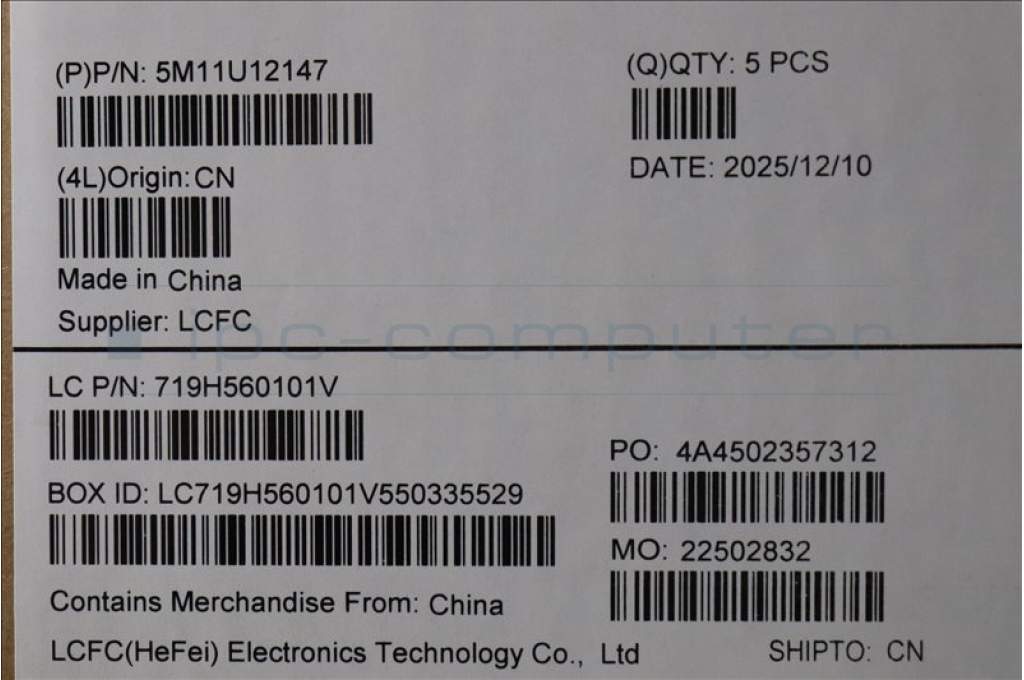 (P)P/N: 5M11U12147
(Q)QTY: 5 PCS
DATE: 2025/12/10
(4L)Origin: CN
Made in China
Supplier: LCFC
ipc-computer
LC P/N: 719H560101V
PO: 4A4502357312
BOX ID: LC719H560101V550335529
MO: 22502832
Contains Merchandise From: China
LCFC(HeFei) Electronics Technology Co., Ltd
SHIPTO: CN